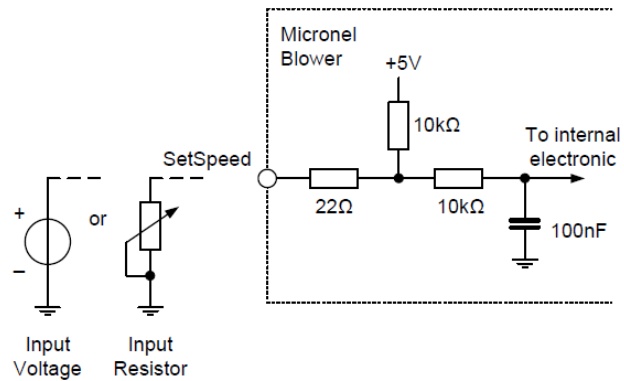 Micronel
Blower
+5V
10kΩ
To internal
electronic
SetSpeed
22Ω
10kΩ
100nF
+
or
−
Input
Voltage
Input
Resistor